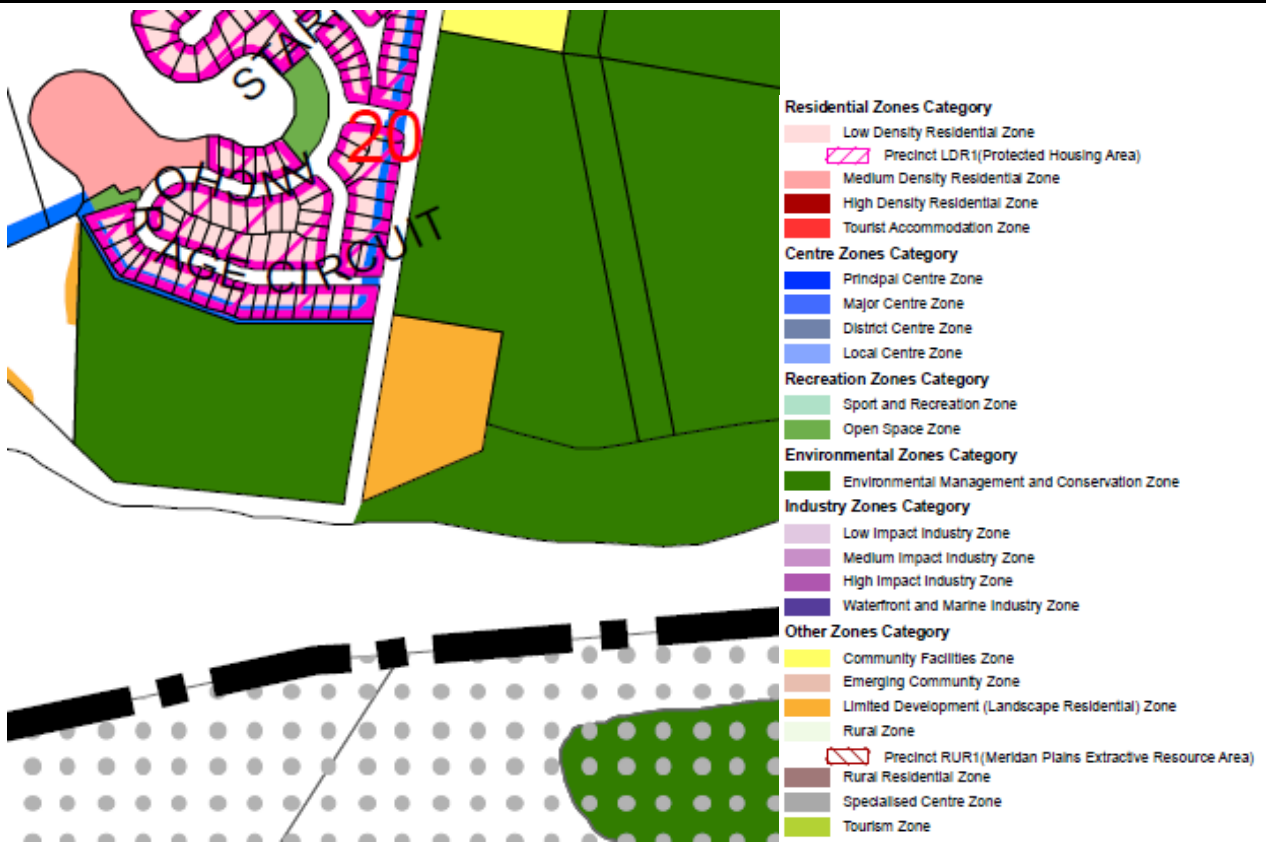 STAR
20
ANCHO
RAGE CIRCUIT
Residential Zones Category
Low Density Residential Zone
Precinct LDR1(Protected Housing Area)
Medium Density Residential Zone
High Density Residential Zone
Tourist Accommodation Zone
Centre Zones Category
Principal Centre Zone
Major Centre Zone
District Centre Zone
Local Centre Zone
Recreation Zones Category
Sport and Recreation Zone
Open Space Zone
Environmental Zones Category
Environmental Management and Conservation Zone
Industry Zones Category
Low Impact Industry Zone
Medium Impact Industry Zone
High Impact Industry Zone
Waterfront and Marine Industry Zone
Other Zones Category
Community Facilities Zone
Emerging Community Zone
Limited Development (Landscape Residential) Zone
Rural Zone
Precinct RUR1(Meridan Plains Extractive Resource Area)
Rural Residential Zone
Specialised Centre Zone
Tourism Zone